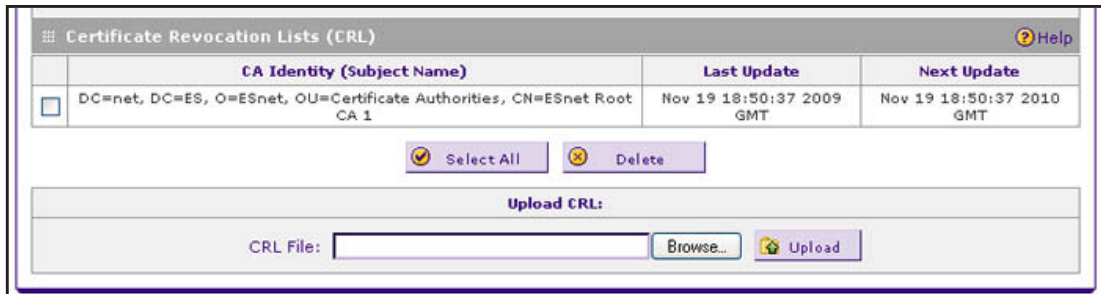 Certificate Revocation Lists (CRL)
Help
CA Identity (Subject Name)
Last Update
Next Update
DC=net, DC=ES, O=ESnet, OU=Certificate Authorities, CN=ESnet Root
CA 1
Nov 19 18:50:37 2009
GMT
Nov 19 18:50:37 2010
GMT
Select All
Delete
Upload CRL:
CRL File:
Browse...
Upload